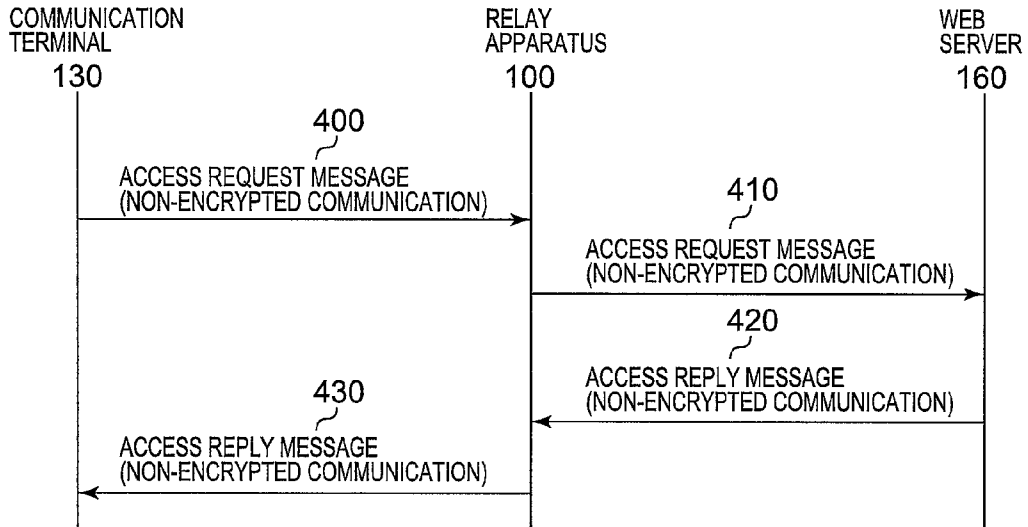 COMMUNICATION
TERMINAL
130
RELAY
APPARATUS
100
WEB
SERVER
160
400
ACCESS REQUEST MESSAGE
(NON-ENCRYPTED COMMUNICATION)
410
ACCESS REQUEST MESSAGE
(NON-ENCRYPTED COMMUNICATION)
420
ACCESS REPLY MESSAGE
(NON-ENCRYPTED COMMUNICATION)
430
ACCESS REPLY MESSAGE
(NON-ENCRYPTED COMMUNICATION)